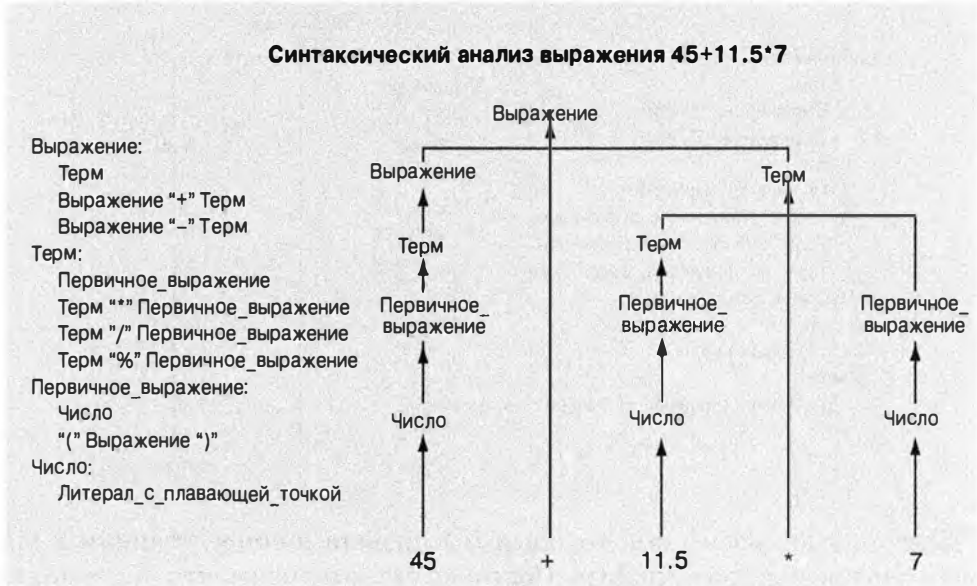 Синтаксический анализ выражения 45+11.5*7
Выражение:
Терм
Выражение “+” Терм
Выражение “–” Терм
Терм:
Первичное_выражение
Терм “*” Первичное_выражение
Терм "/" Первичное_выражение
Терм “%” Первинное_выражение
Первичное_выражение:
Число
“(” Выражение “)”
Число:
Литерал_с_плавающей_точкой
Выражение
Выражение
Терм
Терм
Терм
Первичное_
выражение
Первичное_
выражение
Первичное_
выражение
Число
Число
Число
45 + 11.5 * 7